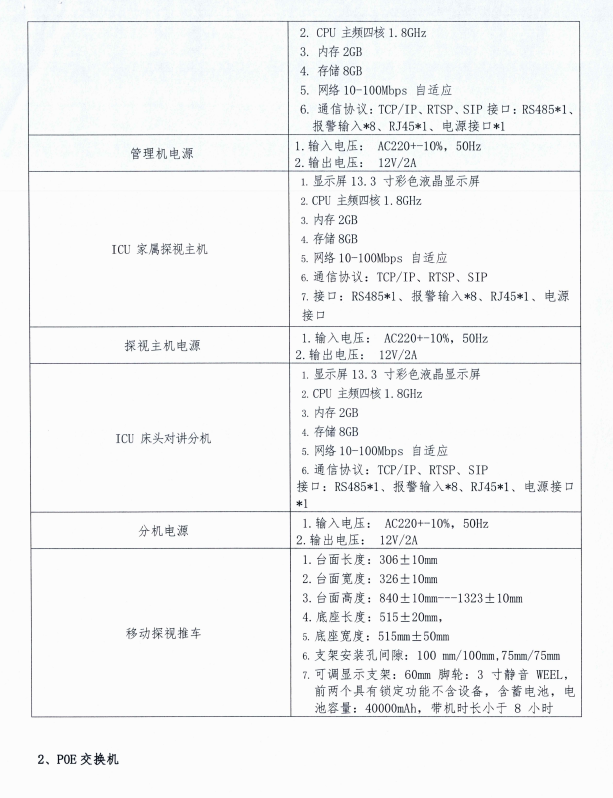 2. CPU 主频四核 1.8GHz
3. 内存 2GB
4. 存储 8GB
5. 网络 10-100Mbps 自适应
6. 通信协议：TCP/IP、RTSP、SIP 接口：RS485*1、
报警输入*8、RJ45*1、电源接口*1
管理机电源
1.输入电压： AC220+-10%，50Hz
2.输出电压： 12V/2A
ICU 家属探视主机
1. 显示屏 13.3 寸彩色液晶显示屏
2. CPU 主频四核 1.8GHz
3. 内存 2GB
4. 存储 8GB
5. 网络 10-100Mbps 自适应
6. 通信协议：TCP/IP、RTSP、SIP
7. 接口：RS485*1、报警输入*8、RJ45*1、电源
接口
探视主机电源
1.输入电压： AC220+-10%，50Hz
2.输出电压： 12V/2A
ICU 床头对讲分机
1. 显示屏 13.3 寸彩色液晶显示屏
2. CPU 主频四核 1.8GHz
3. 内存 2GB
4. 存储 8GB
5. 网络 10-100Mbps 自适应
6. 通信协议：TCP/IP、RTSP、SIP
接口：RS485*1、报警输入*8、RJ45*1、电源接口
*1
分机电源
1.输入电压： AC220+-10%，50Hz
2.输出电压： 12V/2A
移动探视推车
1.台面长度：306±10mm
2.台面宽度：326±10mm
3.台面高度：840±10mm---1323±10mm
4.底座长度：515±20mm，
5. 底座宽度：515mm±50mm
6. 支架安装孔间隙：100 mm/100mm,75mm/75mm
7. 可调显示支架：60mm 脚轮：3 寸静音 WEEL，
前两个具有锁定功能不含设备，含蓄电池，电
池容量：40000mAh，带机时长小于 8 小时
2、POE 交换机